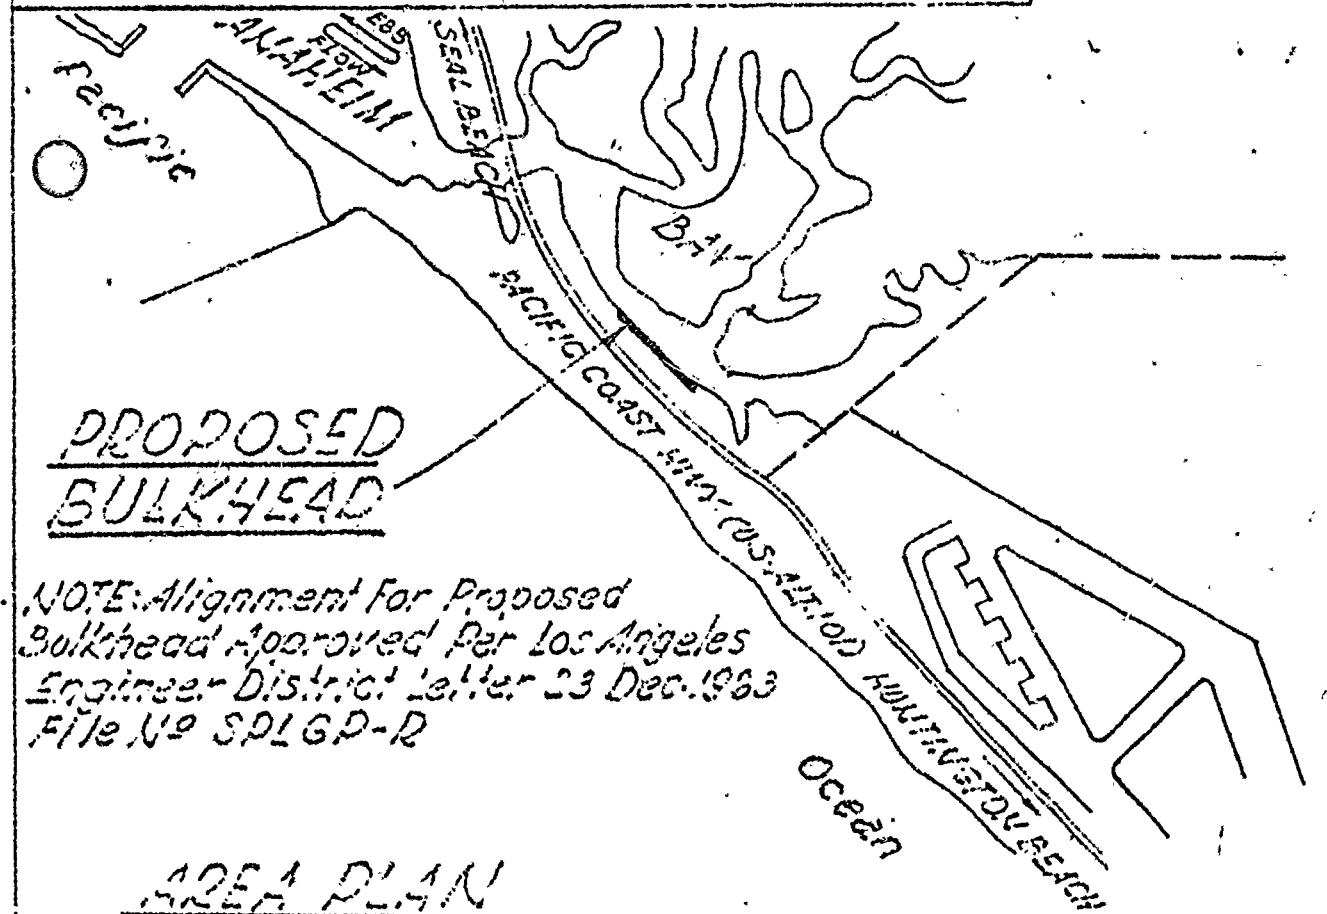 EBB
FLOW
ANAHEIM
SEAL BEACH
Pacific
BAY
PACIFIC COAST HWAY (U.S. ALT. 101)
PROPOSED
BULKHEAD
NOTE: Alignment For Proposed
Bulkhead Approved Per Los Angeles
Engineer District Letter 23 Dec. 1963
File Nº SPLGP-R
HUNTINGTON BEACH
Ocean
AREA PLAN